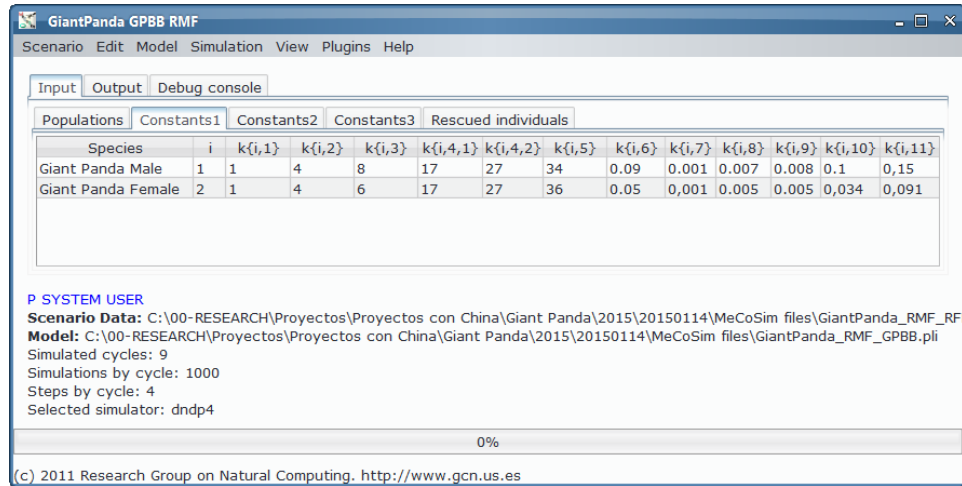 GiantPanda GPBB RMF
Scenario Edit Model Simulation View Plugins Help
Input Output Debug console
Populations Constants1 Constants2 Constants3 Rescued individuals
Species i k{i,1} k{i,2} k{i,3} k{i,4,1} k{i,4,2} k{i,5} k{i,6} k{i,7} k{i,8} k{i,9} k{i,10} k{i,11}
Giant Panda Male 1 1 4 8 17 27 34 0.09 0.001 0.007 0.008 0.1 0,15
Giant Panda Female 2 1 4 6 17 27 36 0.05 0,001 0.005 0.005 0,034 0,091
P SYSTEM USER
Scenario Data: C:\00-RESEARCH\Proyectos\Proyectos con China\Giant Panda\2015\20150114\MeCoSim files\GiantPanda_RMF_RF
Model: C:\00-RESEARCH\Proyectos\Proyectos con China\Giant Panda\2015\20150114\MeCoSim files\GiantPanda_RMF_GPBB.pli
Simulated cycles: 9
Simulations by cycle: 1000
Steps by cycle: 4
Selected simulator: dndp4
0%
(c) 2011 Research Group on Natural Computing. http://www.gcn.us.es